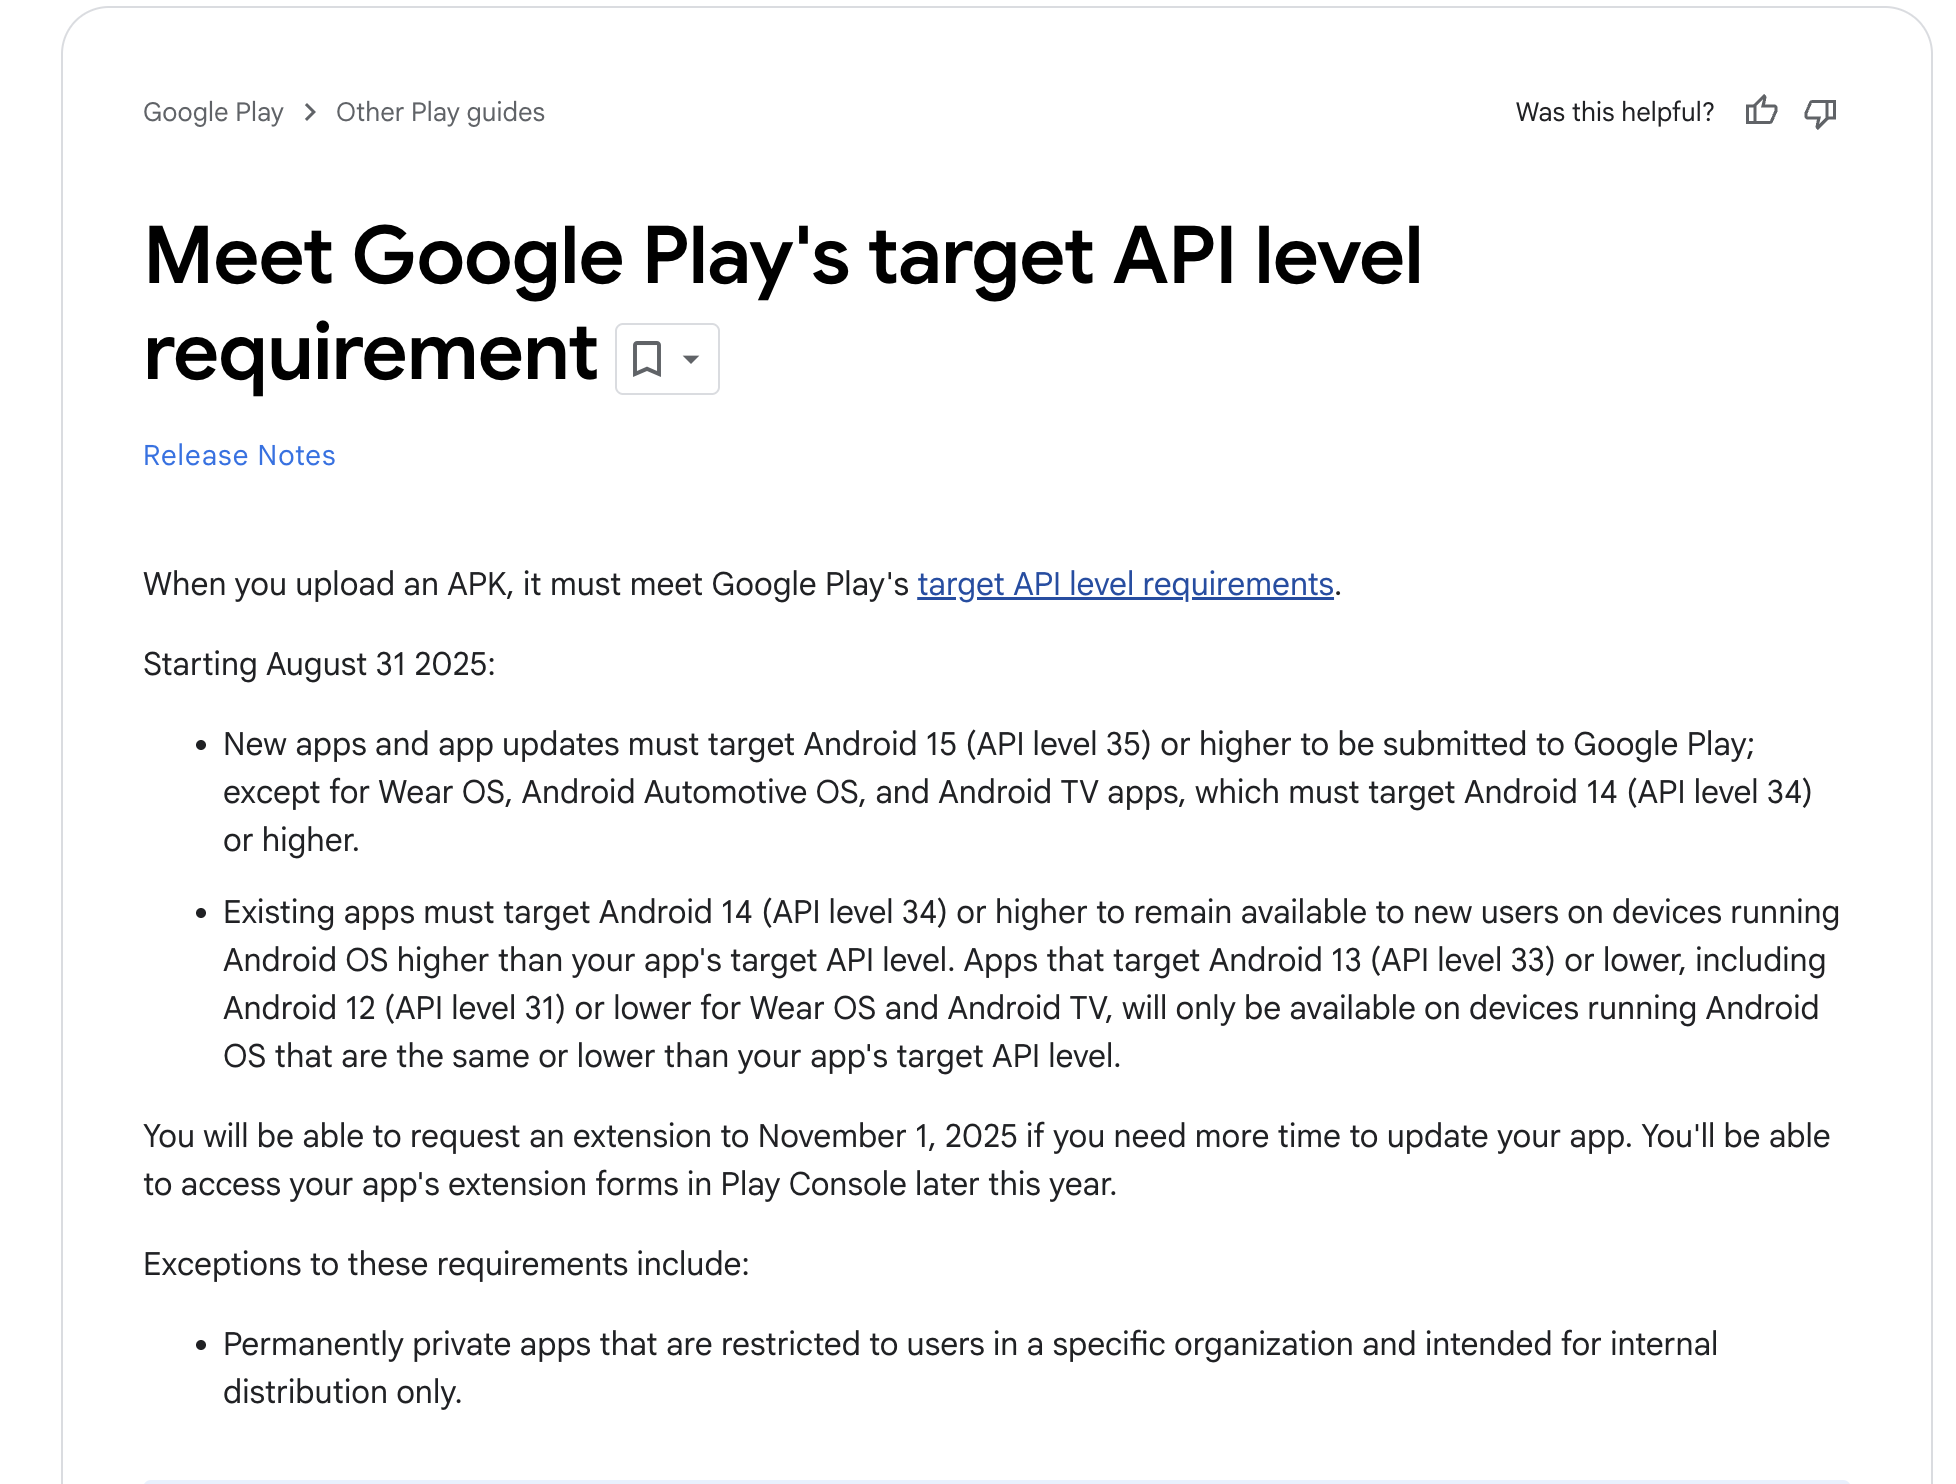 Google Play > Other Play guides
Was this helpful?
Meet Google Play's target API level
requirement
Release Notes
When you upload an APK, it must meet Google Play's target API level requirements.
Starting August 31 2025:
• New apps and app updates must target Android 15 (API level 35) or higher to be submitted to Google Play;
except for Wear OS, Android Automotive OS, and Android TV apps, which must target Android 14 (API level 34)
or higher.
• Existing apps must target Android 14 (API level 34) or higher to remain available to new users on devices running
Android OS higher than your app's target API level. Apps that target Android 13 (API level 33) or lower, including
Android 12 (API level 31) or lower for Wear OS and Android TV, will only be available on devices running Android
OS that are the same or lower than your app's target API level.
You will be able to request an extension to November 1, 2025 if you need more time to update your app. You'll be able
to access your app's extension forms in Play Console later this year.
Exceptions to these requirements include:
• Permanently private apps that are restricted to users in a specific organization and intended for internal
distribution only.